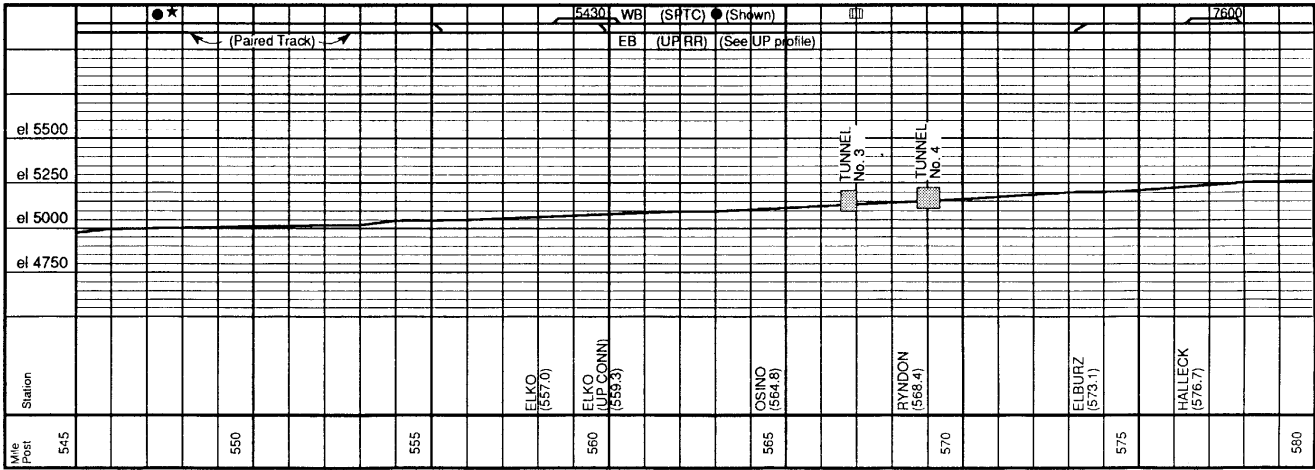 5430 WB (SPTC) (Shown) 7600
(Paired Track) EB (UP RR) (See UP profile)
el 5500
el 5250
el 5000
el 4750
TUNNEL
No. 3
TUNNEL
No. 4
Station
ELKO
(557.0)
ELKO
(UP CONN)
(559.3)
OSINO
(564.8)
RYNDON
(568.4)
ELBURZ
(573.1)
HALLECK
(576.7)
Mile
Post
545 550 555 560 565 570 575 580